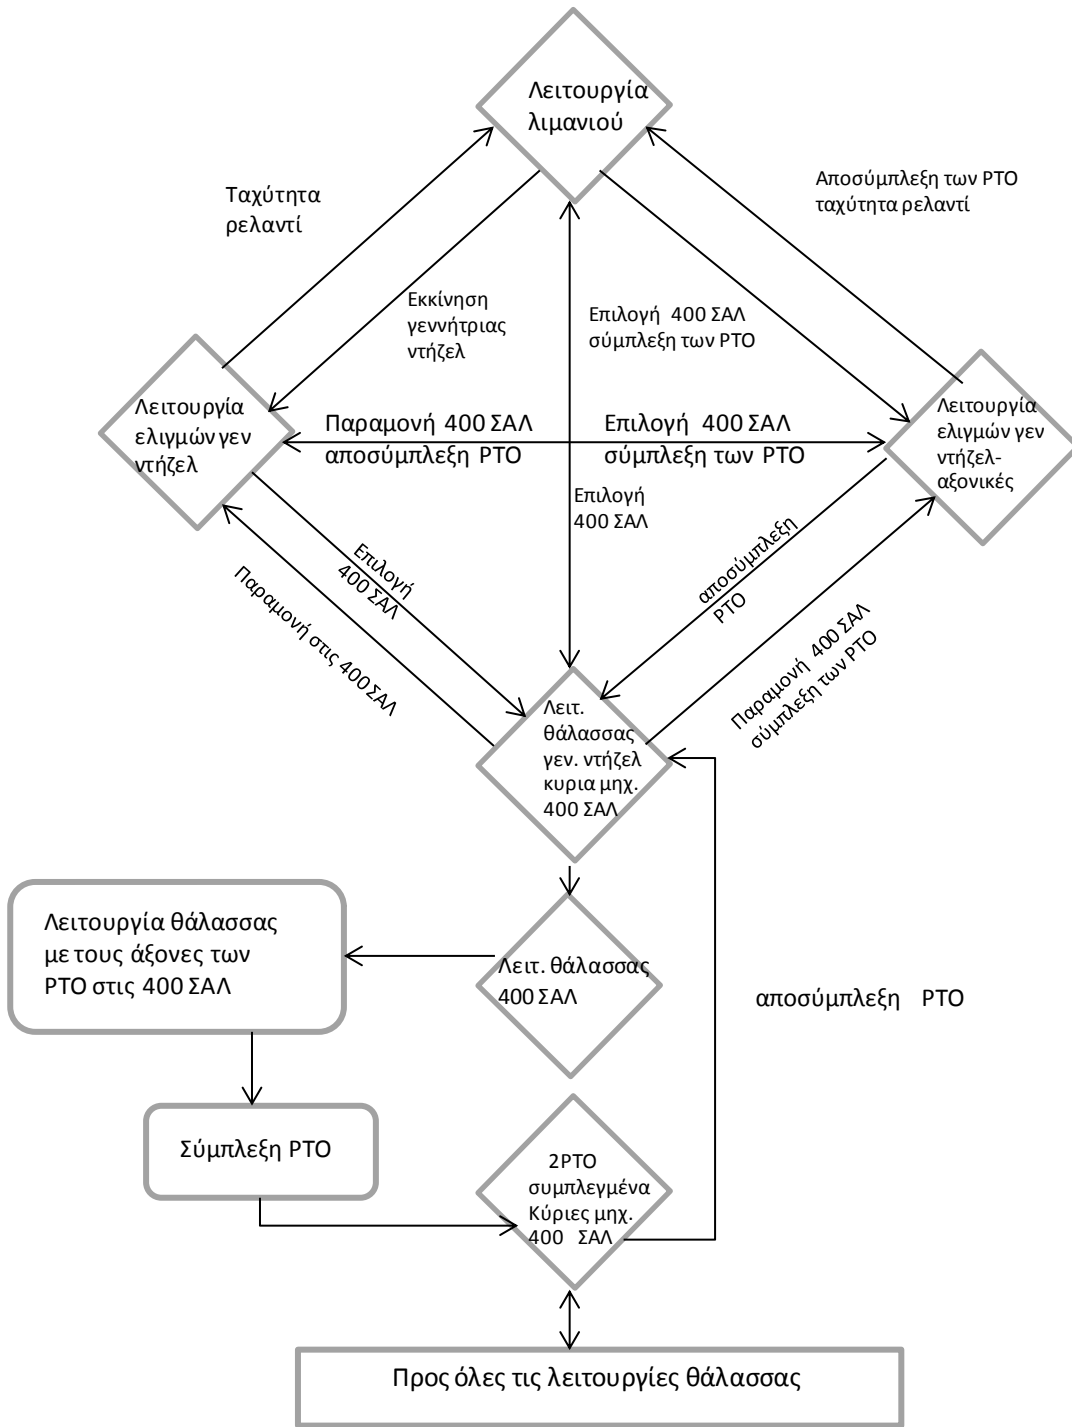 Λειτουργία
λιμανιού
Ταχύτητα
ρελαντί
Αποσύμπλεξη των PTO
ταχύτητα ρελαντί
Εκκίνηση
γεννήτριας
ντήζελ
Επιλογή 400 ΣΑΛ
σύμπλεξη των PTO
Λειτουργία
ελιγμών γεν
ντήζελ
Παραμονή 400 ΣΑΛ
αποσύμπλεξη PTO
Επιλογή 400 ΣΑΛ
σύμπλεξη των PTO
Λειτουργία
ελιγμών γεν
ντήζελ-
αξονικές
Επιλογή
400 ΣΑΛ
Επιλογή
400 ΣΑΛ
Παραμονή στις 400 ΣΑΛ
αποσύμπλεξη
PTO
Παραμονή 400 ΣΑΛ
σύμπλεξη των PTO
Λειτ.
θάλασσας
γεν. ντήζελ
κυρια μηχ.
400 ΣΑΛ
Λειτουργία θάλασσας
με τους άξονες των
PTO στις 400 ΣΑΛ
Λειτ. θάλασσας
400 ΣΑΛ
αποσύμπλεξη PTO
Σύμπλεξη PTO
2PTO
συμπλεγμένα
Κύριες μηχ.
400 ΣΑΛ
Προς όλες τις λειτουργίες θάλασσας